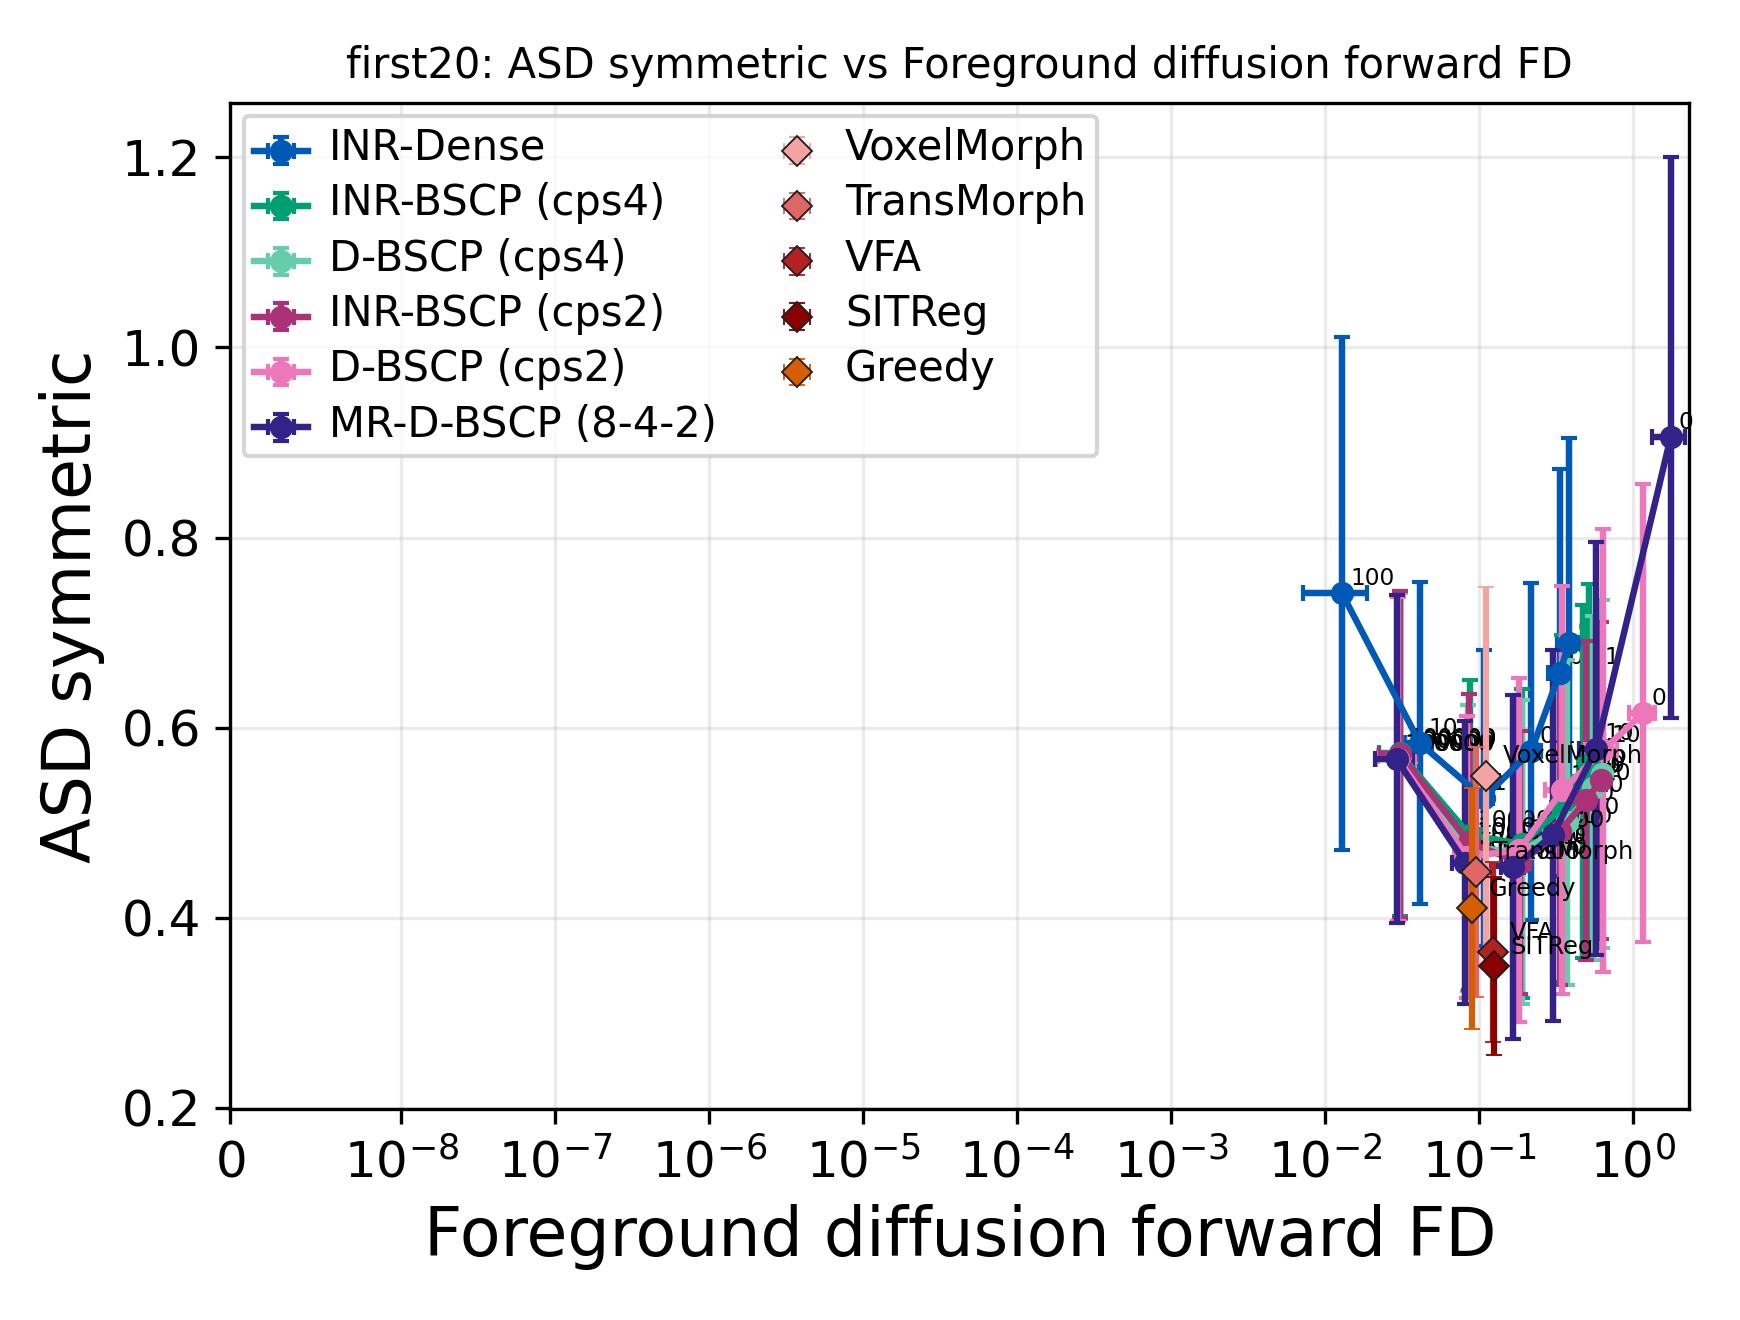 first20: ASD symmetric vs Foreground diffusion forward FD
INR-Dense
INR-BSCP (cps4)
D-BSCP (cps4)
INR-BSCP (cps2)
D-BSCP (cps2)
MR-D-BSCP (8-4-2)
VoxelMorph
TransMorph
VFA
SITReg
Greedy
ASD symmetric
1.2
1.0
0.8
0.6
0.4
0.2
0
100
10
0
VoxelMorph
TransMorph
Greedy
VFA
SITReg
0 10⁻⁸ 10⁻⁷ 10⁻⁶ 10⁻⁵ 10⁻⁴ 10⁻³ 10⁻² 10⁻¹ 10⁰
Foreground diffusion forward FD